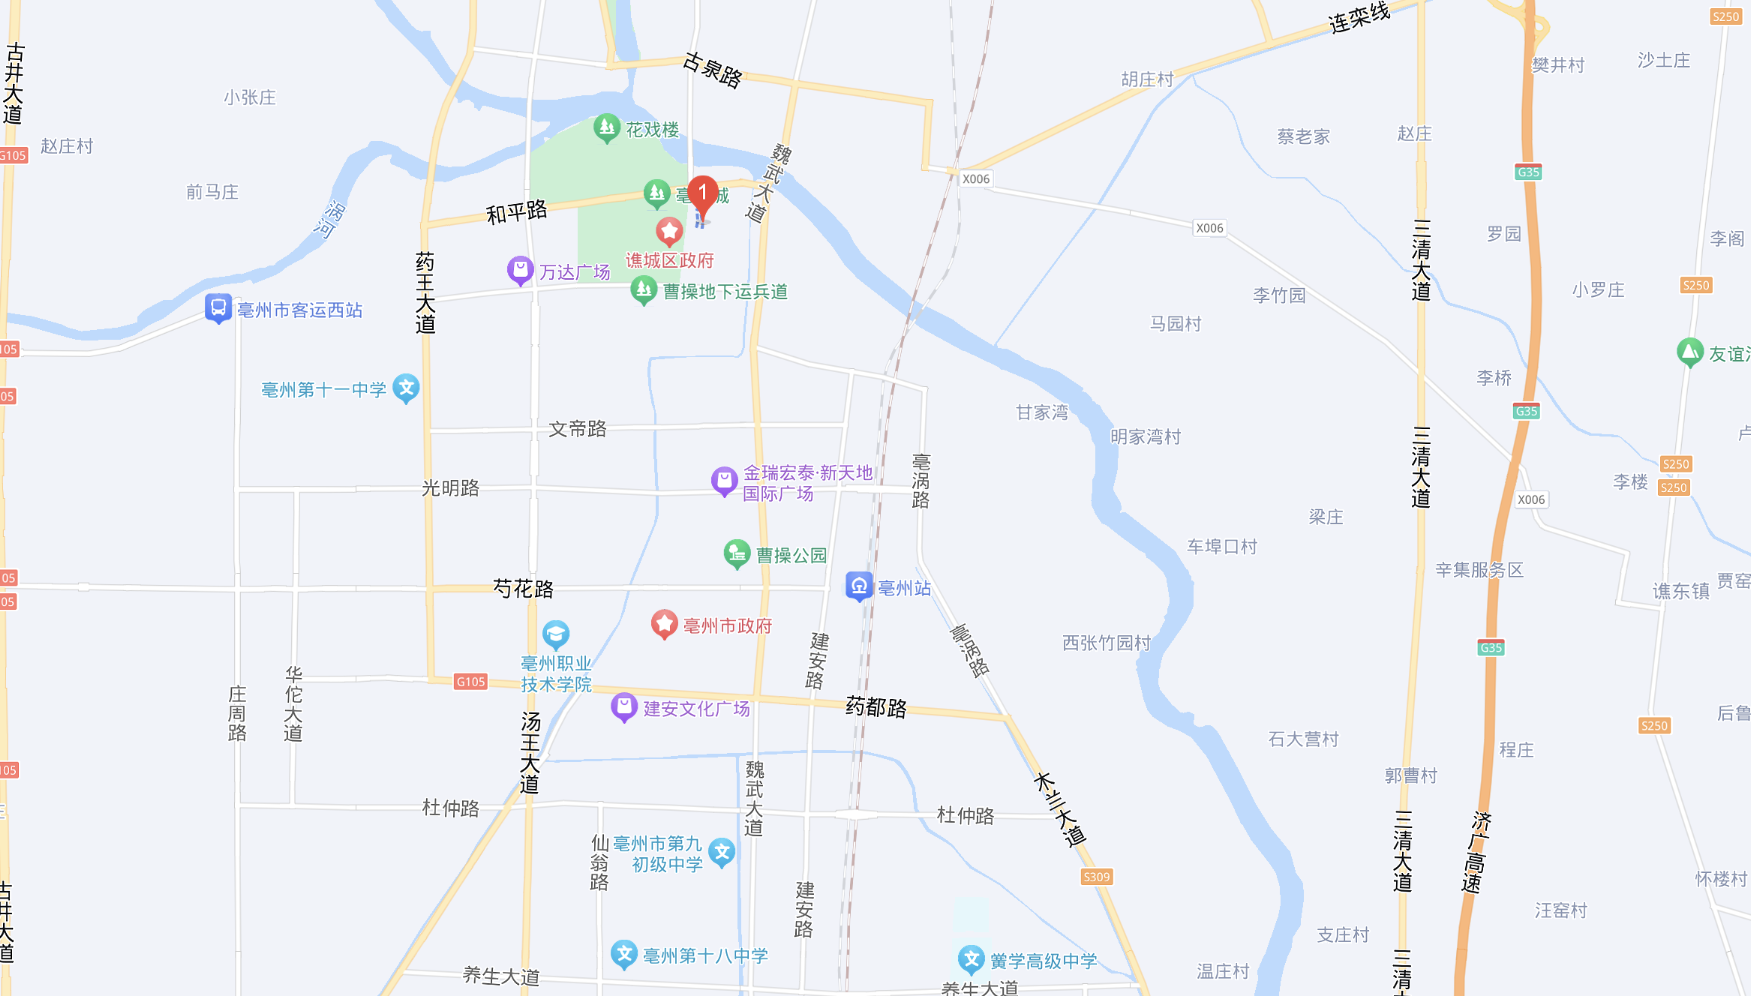 连栾线
S250
古井大道
古泉路
樊井村
沙土庄
胡庄村
小张庄
花戏楼
蔡老家
赵庄
赵庄村
G105
魏武大道
G35
X006
前马庄
1
涡河
和平路
X006
罗园
李阁
三清大道
谯城区政府
药王大道
万达广场
曹操地下运兵道
S250
小罗庄
李竹园
亳州市客运西站
马园村
105
友谊
李桥
亳州第十一中学
05
甘家湾
G35
明家湾村
文帝路
三清大道
亳涡路
金瑞宏泰·新天地
国际广场
S250
S250
光明路
李楼
X006
梁庄
车埠口村
曹操公园
辛集服务区
05
芍花路
亳州站
谯东镇
贾窑
05
亳州市政府
建安路
亳涡路
西张竹园村
G35
亳州职业
技术学院
G105
华佗大道
庄周路
建安文化广场
药都路
汤王大道
后鲁
S250
石大营村
程庄
105
魏武大道
郭曹村
木兰大道
杜仲路
杜仲路
三清大道
济广高速
仙翁路
亳州市第九
初级中学
S309
怀楼村
建安路
古井大道
汪窑村
支庄村
亳州第十八中学
黉学高级中学
温庄村
养生大道
养生大道
三清